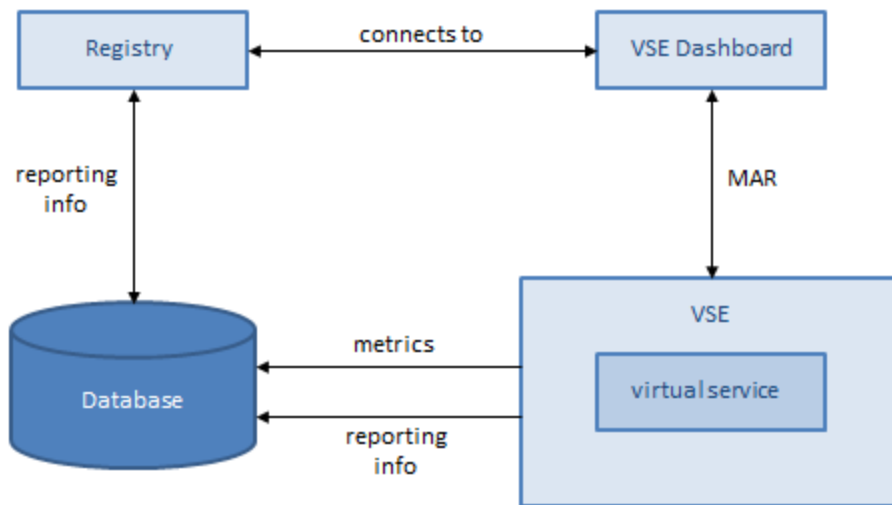 Registry
connects to
VSE Dashboard
reporting
info
MAR
VSE
metrics
virtual service
Database
reporting
info